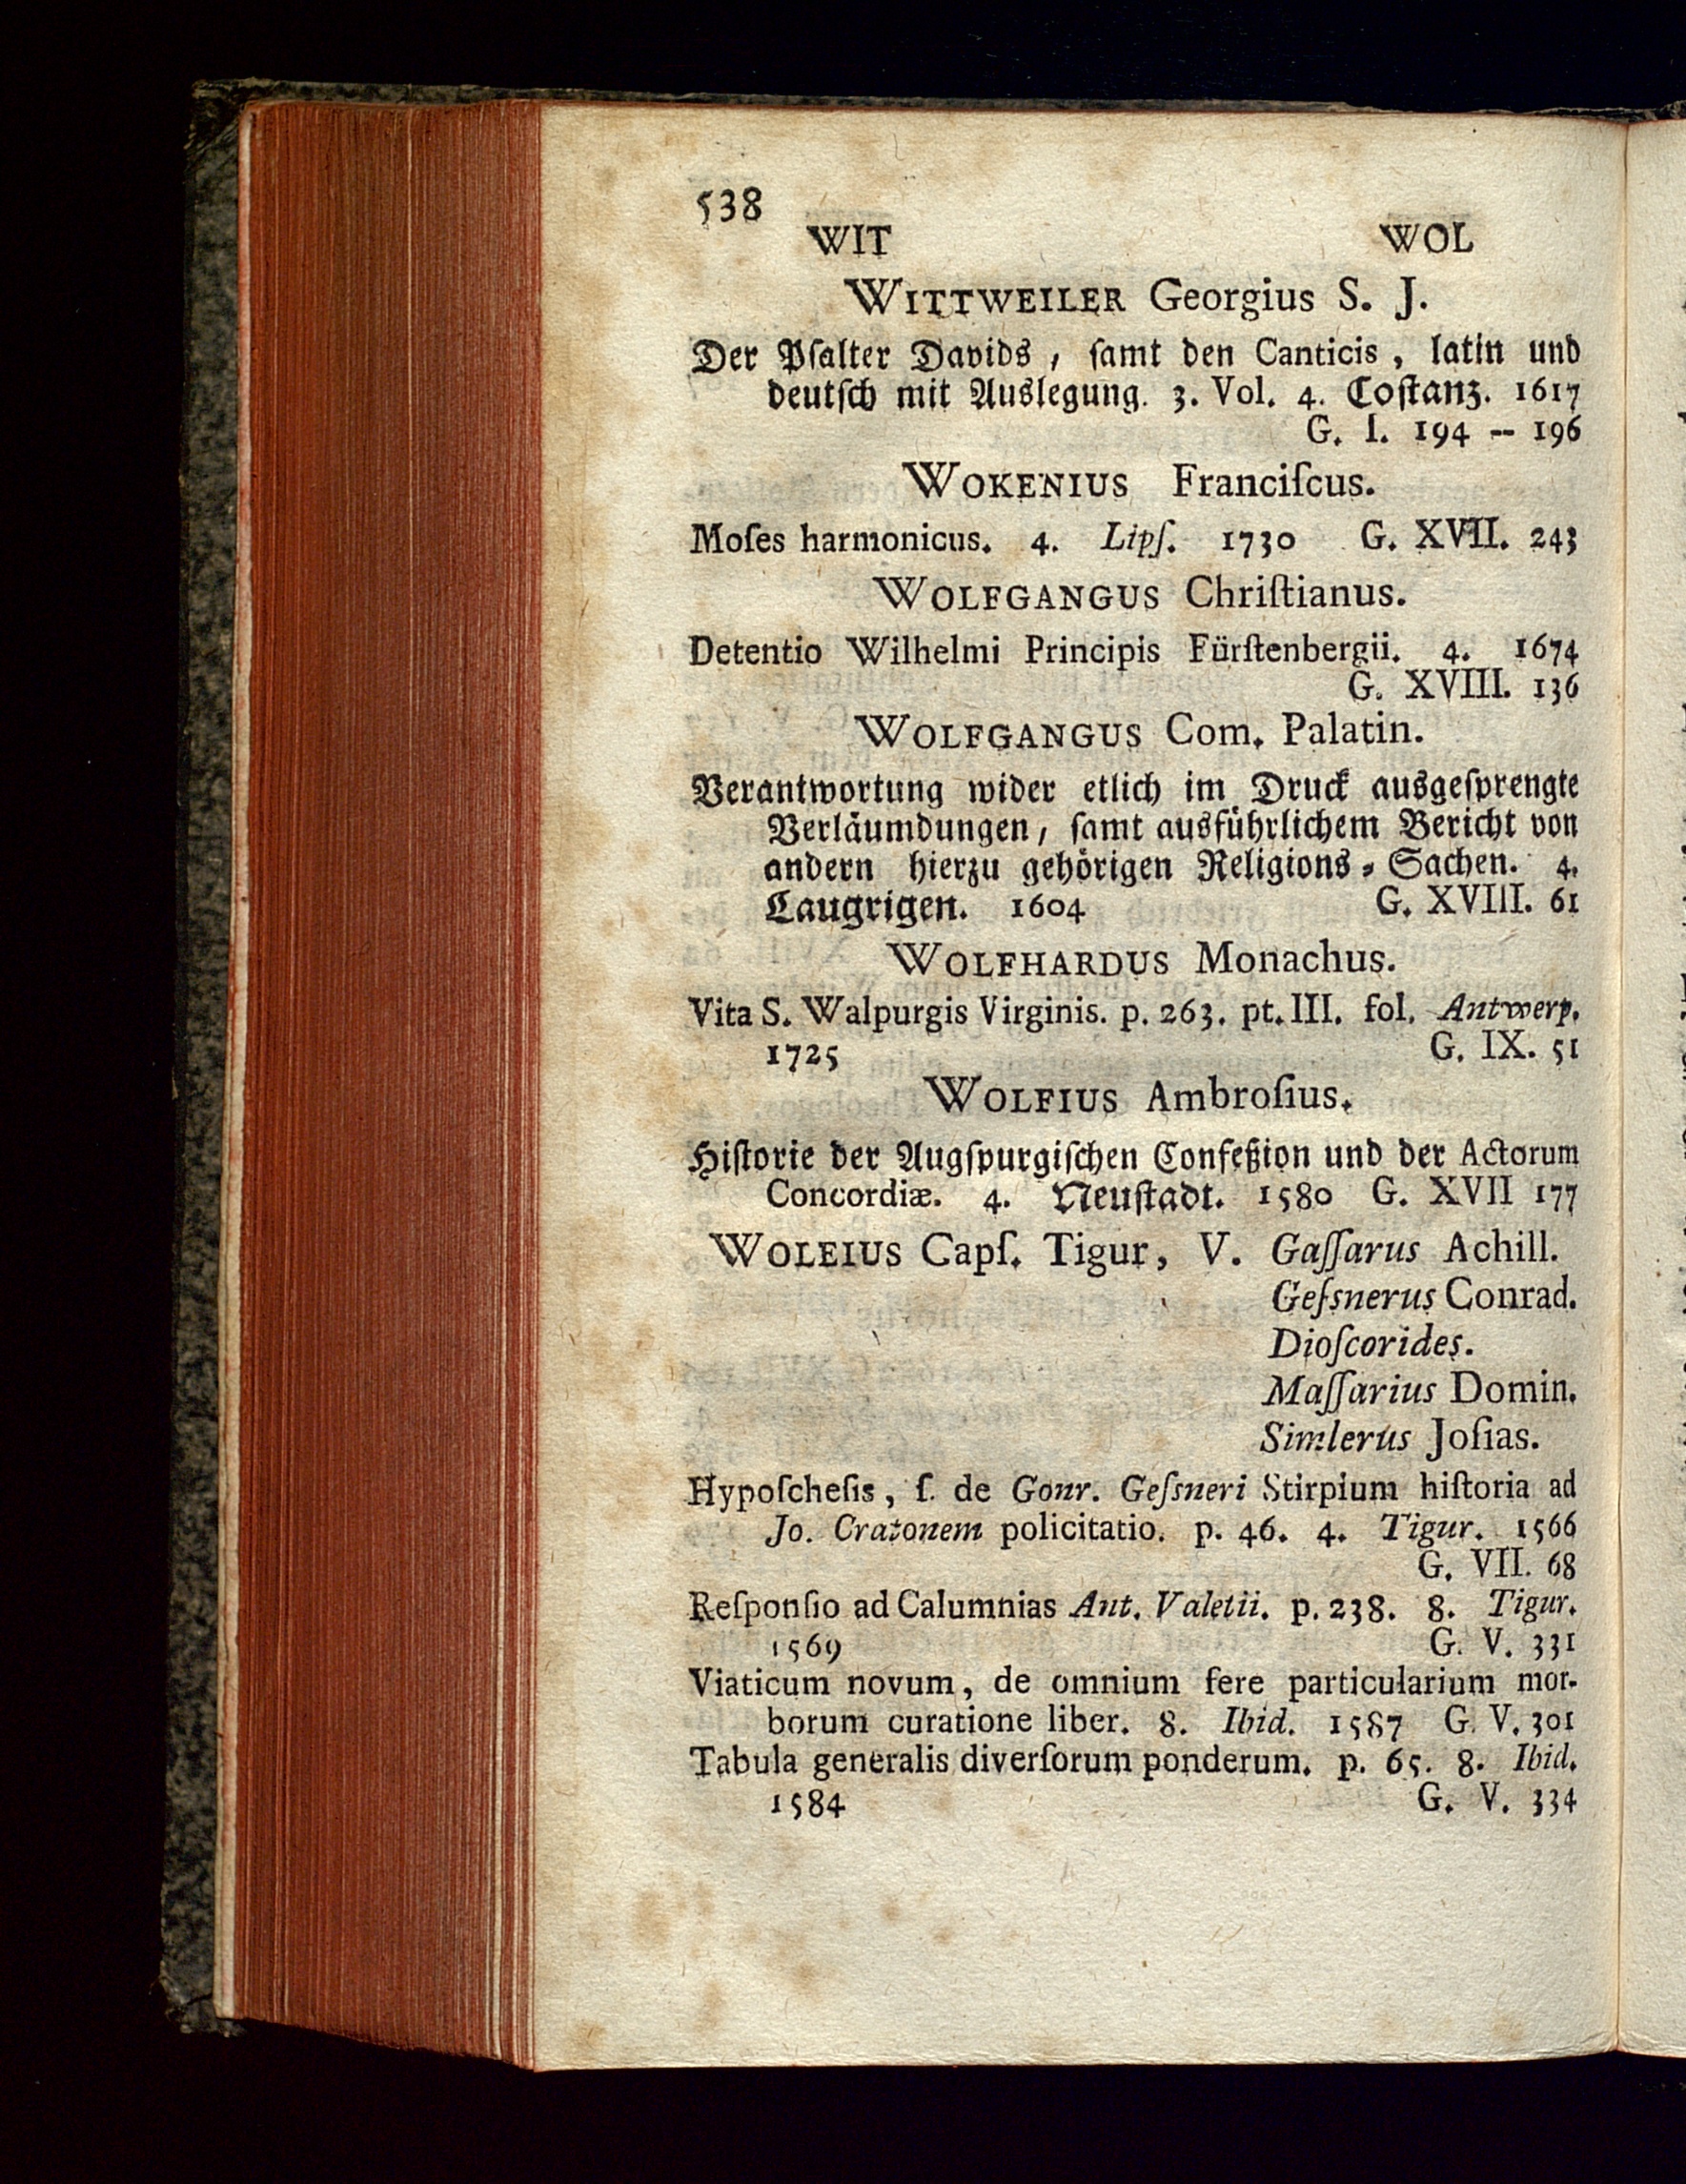 538
WIT WOL
WITTWEILER Georgius S. J.
Der Pſalter Davids, ſamt den Canticis, latin und
deutſch mit Auslegung. 3. Vol. 4. Coſtanz. 1617
G. I. 194 -- 196
WOKENIUS Franciſcus.
Moſes harmonicus. 4. Lipſ. 1730 G. XVII. 243
WOLFGANGUS Chriſtianus.
Detentio Wilhelmi Principis Fürſtenbergii. 4. 1674
G. XVIII. 136
WOLFGANGUS Com. Palatin.
Verantwortung wider etlich im Druck ausgeſprengte
Verläumdungen, ſamt ausführlichem Bericht von
andern hierzu gehörigen Religions⸗Sachen. 4.
Laugrigen. 1604 G. XVIII. 61
WOLFHARDUS Monachus.
Vita S. Walpurgis Virginis. p. 263. pt. III. fol. Antwerp.
1725 G. IX. 51
WOLFIUS Ambroſius.
Hiſtorie der Augſpurgiſchen Confeßion und der Actorum
Concordiæ. 4. Neuſtadt. 1580 G. XVII 177
WOLEIUS Capſ. Tigur, V. Gaſſarus Achill.
Geſsnerus Conrad.
Dioſcorides.
Maſſarius Domin.
Simlerus Joſias.
Hypoſcheſis, ſ. de Gonr. Geſsneri Stirpium hiſtoria ad
Jo. Cratonem policitatio. p. 46. 4. Tigur. 1566
G. VII. 68
Reſponſio ad Calumnias Ant. Valetii. p. 238. 8. Tigur.
1569 G. V. 331
Viaticum novum, de omnium fere particularium mor-
borum curatione liber. 8. Ibid. 1587 G. V. 301
Tabula generalis diverſorum ponderum. p. 65. 8. Ibid.
1584 G. V. 334